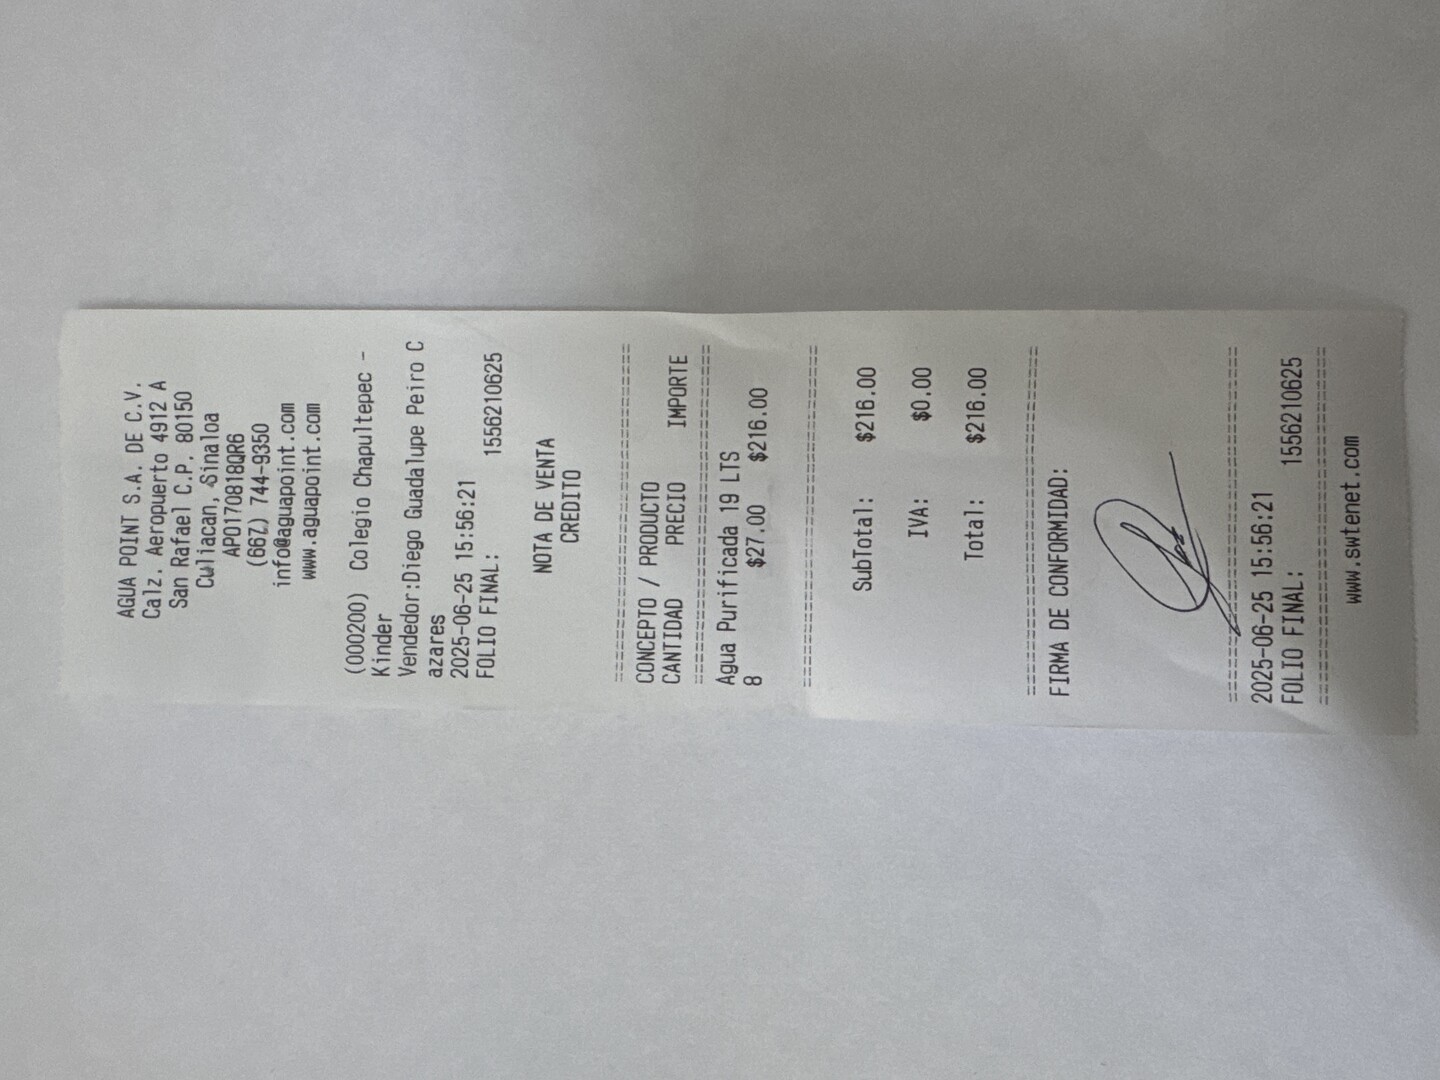 AGUA POINT S.A. DE C.V.
Calz. Aeropuerto 4912 A
San Rafael C.P. 80150
Culiacan, Sinaloa
APO170818QR6
(667) 744-9350
info@aguapoint.com
www.aguapoint.com
(000200) Colegio Chapultepec -
Kinder
Vendedor:Diego Guadalupe Peiro C
azares
2025-06-25 15:56:21
FOLIO FINAL: 1556210625
NOTA DE VENTA
CREDITO
CONCEPTO / PRODUCTO
CANTIDAD PRECIO IMPORTE
Agua Purificada 19 LTS
8 $27.00 $216.00
SubTotal: $216.00
IVA: $0.00
Total: $216.00
FIRMA DE CONFORMIDAD:
2025-06-25 15:56:21
FOLIO FINAL: 1556210625
www.swtenet.com